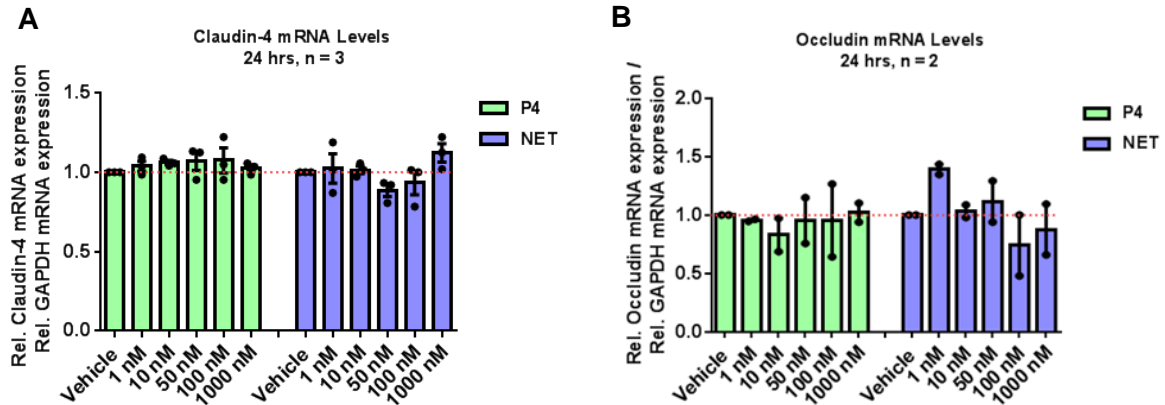 A
Claudin-4 mRNA Levels
24 hrs, n = 3
Rel. Claudin-4 mRNA expression
Rel. GAPDH mRNA expression
1.5
1.0
0.5
0.0
Vehicle
1 nM
10 nM
50 nM
100 nM
1000 nM
Vehicle
1 nM
10 nM
50 nM
100 nM
1000 nM
P4
NET
B
Occludin mRNA Levels
24 hrs, n = 2
Rel. Occludin mRNA expression /
Rel. GAPDH mRNA expression
2.0
1.5
1.0
0.5
0.0
Vehicle
1 nM
10 nM
50 nM
100 nM
1000 nM
Vehicle
1 nM
10 nM
50 nM
100 nM
1000 nM
P4
NET